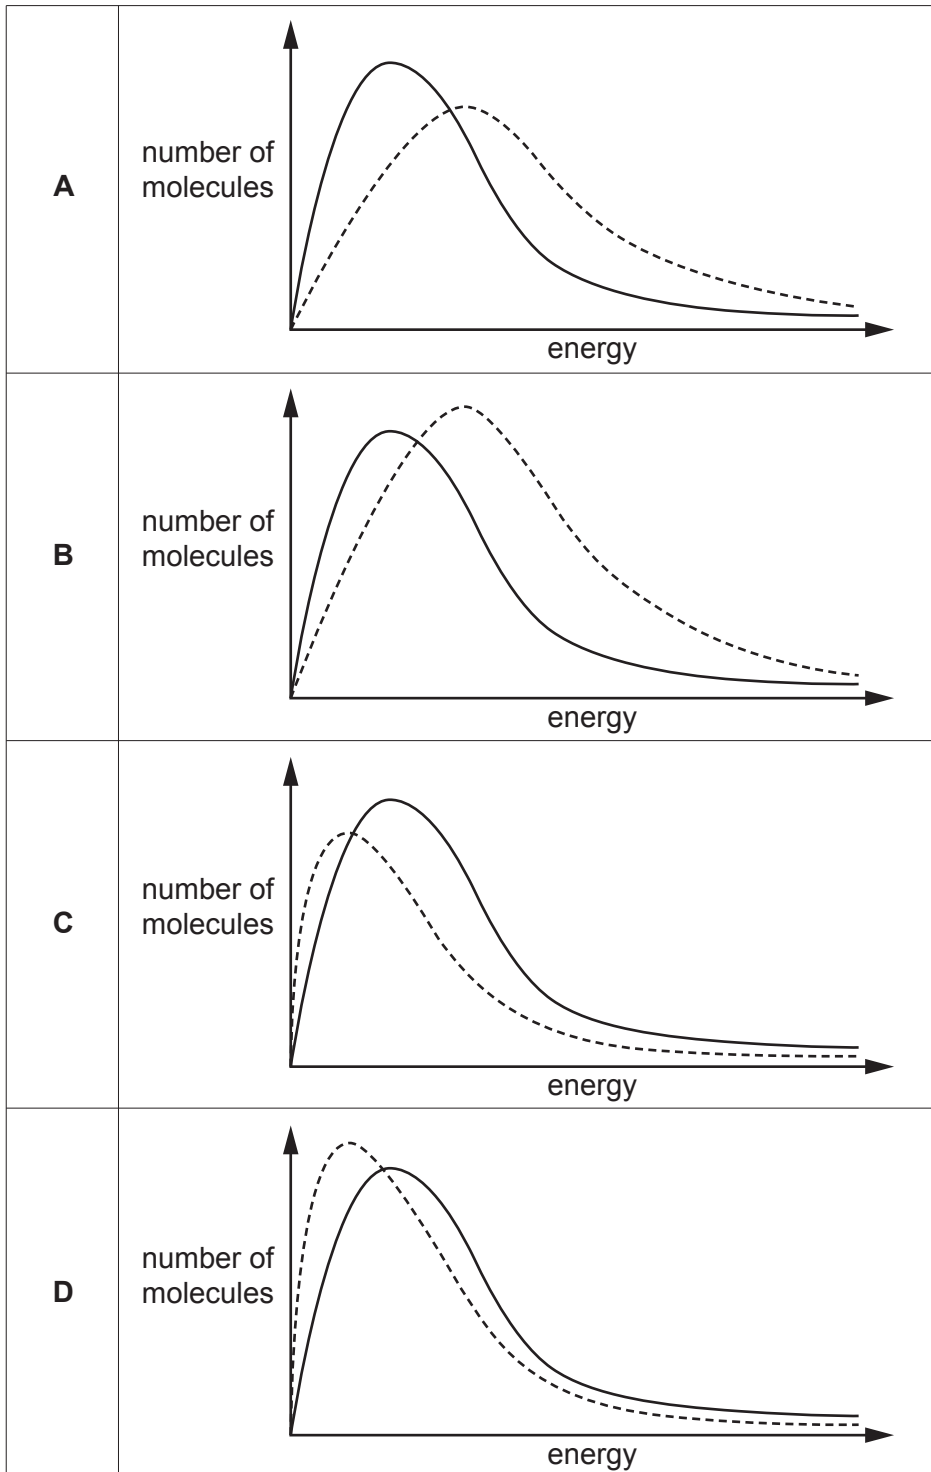 A
number of
molecules
energy
B
number of
molecules
energy
C
number of
molecules
energy
D
number of
molecules
energy